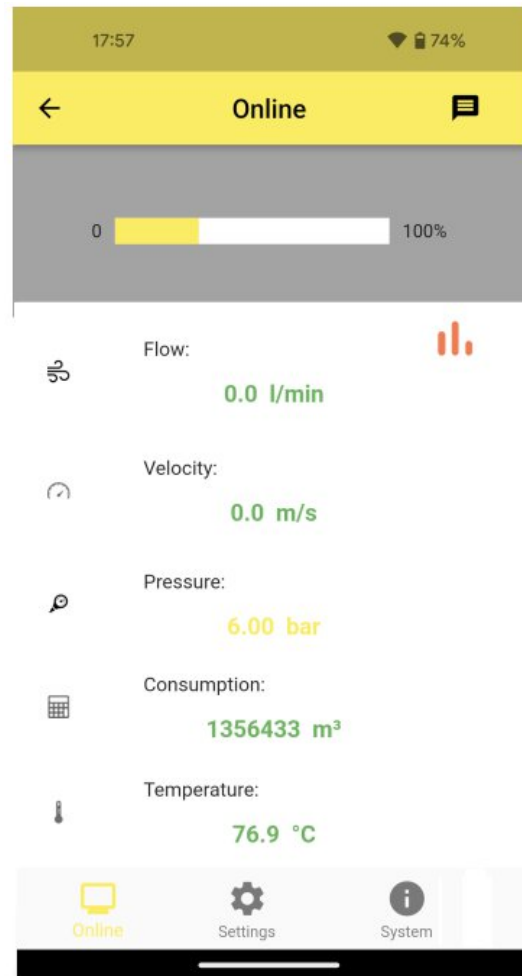 17:57 74%
Online
0 100%
Flow:
0.0 l/min
Velocity:
0.0 m/s
Pressure:
6.00 bar
Consumption:
1356433 m³
Temperature:
76.9 °C
Online Settings System